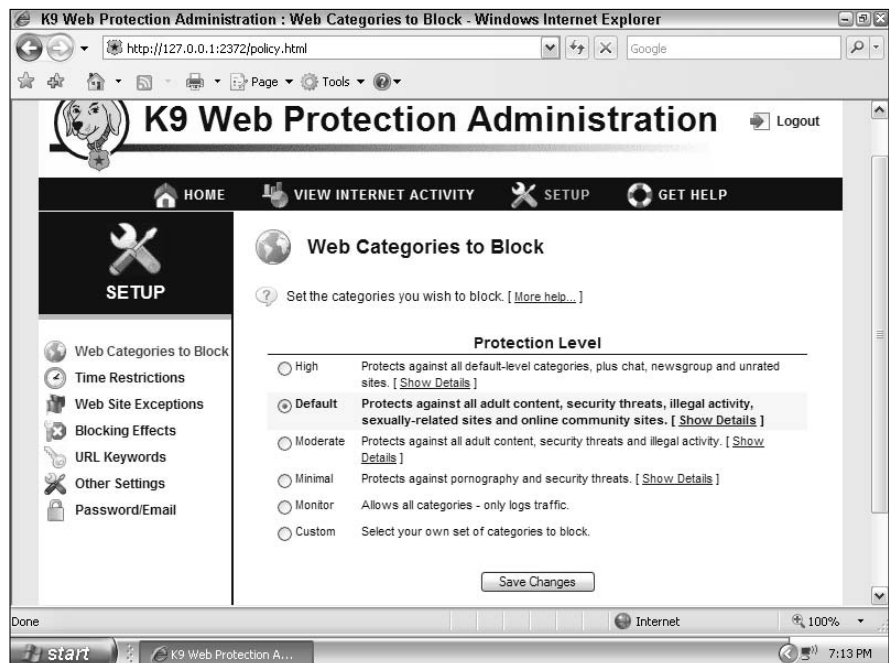 K9 Web Protection Administration : Web Categories to Block - Windows Internet Explorer
http://127.0.0.1:2372/policy.html
Google
Page
Tools
K9 Web Protection Administration
Logout
HOME
VIEW INTERNET ACTIVITY
SETUP
GET HELP
SETUP
Web Categories to Block
Time Restrictions
Web Site Exceptions
Blocking Effects
URL Keywords
Other Settings
Password/Email
Web Categories to Block
Set the categories you wish to block. [ More help... ]
Protection Level
High
Protects against all default-level categories, plus chat, newsgroup and unrated
sites. [ Show Details ]
Default
Protects against all adult content, security threats, illegal activity,
sexually-related sites and online community sites. [ Show Details ]
Moderate
Protects against all adult content, security threats and illegal activity. [ Show
Details ]
Minimal
Protects against pornography and security threats. [ Show Details ]
Monitor
Allows all categories - only logs traffic.
Custom
Select your own set of categories to block.
Save Changes
Done
Internet
100%
start
K9 Web Protection A...
7:13 PM